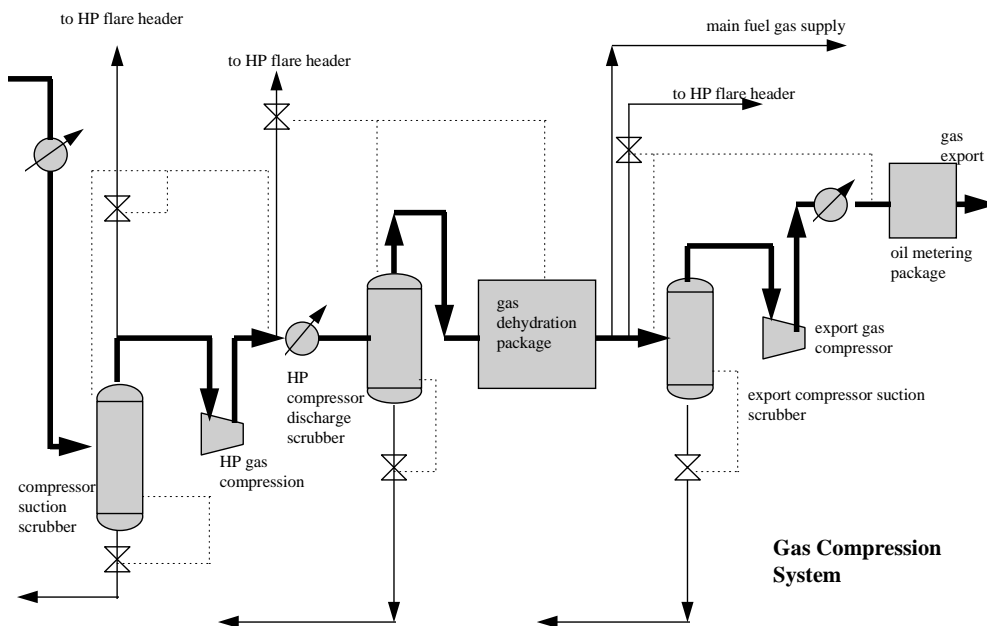 to HP flare header
main fuel gas supply
to HP flare header
to HP flare header
gas
export
oil metering
package
gas
dehydration
package
export gas
compressor
HP
compressor
discharge
scrubber
export compressor suction
scrubber
HP gas
compression
compressor
suction
scrubber
Gas Compression
System